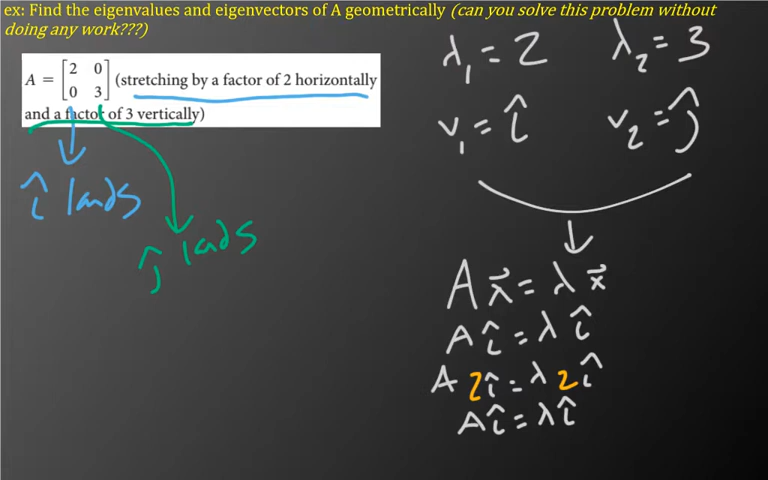 ex: Find the eigenvalues and eigenvectors of A geometrically (can you solve this problem without
doing any work???)
A = [2 0
0 3] (stretching by a factor of 2 horizontally
and a factor of 3 vertically)
î lands
ĵ lands
λ₁ = 2
λ₂ = 3
v₁ = î
v₂ = ĵ
Ax⃗ = λx⃗
Aî = λî
A2î = λ2î
Aî = λî